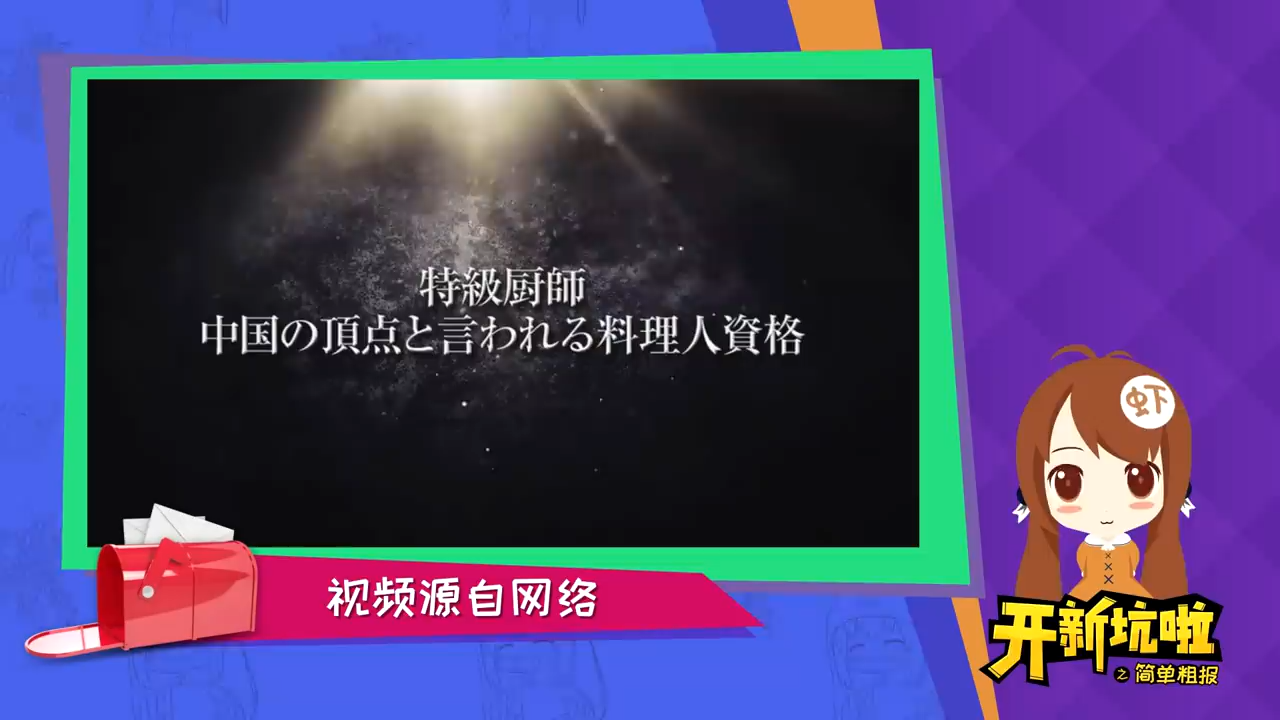 特級厨師
中国の頂点と言われる料理人資格
虾
视频源自网络
开新坑啦
之简单粗报